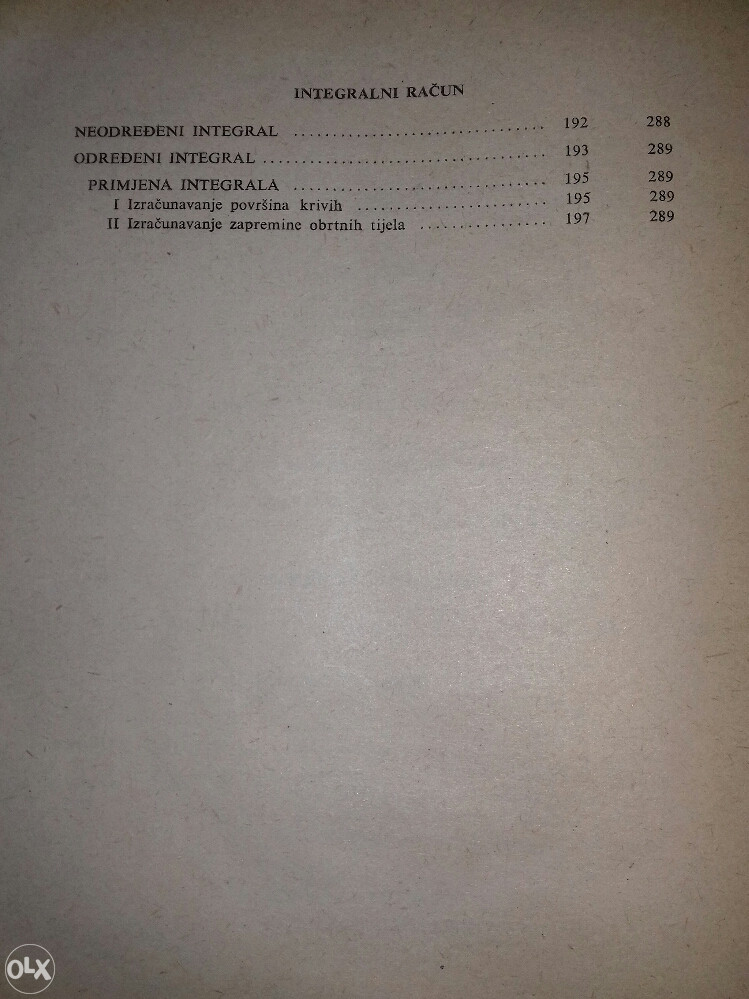 INTEGRALNI RAČUN
NEODREĐENI INTEGRAL ................................ 192 288
ODREĐENI INTEGRAL .................................... 193 289
PRIMJENA INTEGRALA ................................ 195 289
I Izračunavanje površina krivih ........................ 195 289
II Izračunavanje zapremine obrtnih tijela ................ 197 289
OLX